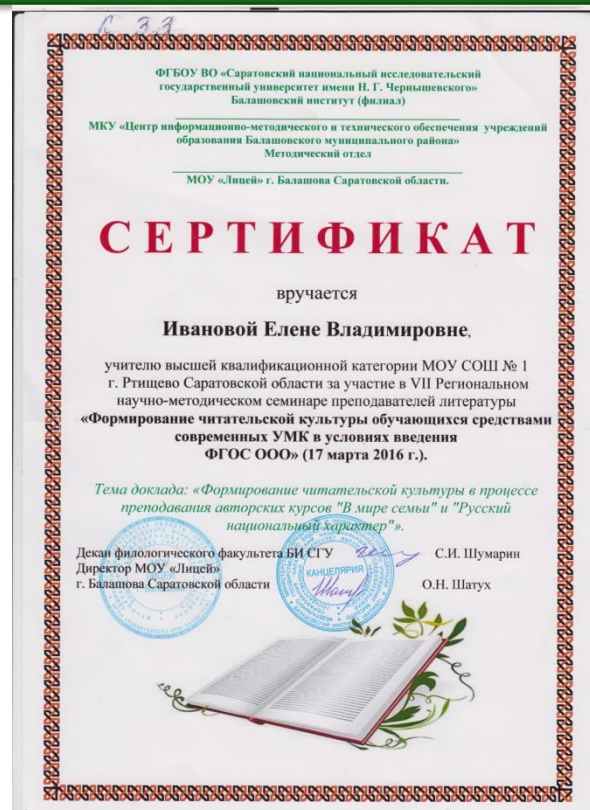 с 33
ФГБОУ ВО «Саратовский национальный исследовательский
государственный университет имени Н. Г. Чернышевского»
Балашовский институт (филиал)
МКУ «Центр информационно-методического и технического обеспечения учреждений
образования Балашовского муниципального района»
Методический отдел
МОУ «Лицей» г. Балашова Саратовской области.
СЕРТИФИКАТ
вручается
Ивановой Елене Владимировне,
учителю высшей квалификационной категории МОУ СОШ № 1
г. Ртищево Саратовской области за участие в VII Региональном
научно-методическом семинаре преподавателей литературы
«Формирование читательской культуры обучающихся средствами
современных УМК в условиях введения
ФГОС ООО» (17 марта 2016 г.).
Тема доклада: «Формирование читательской культуры в процессе
преподавания авторских курсов "В мире семьи" и "Русский
национальный характер"».
Декан филологического факультета БИ СГУ С.И. Шумарин
Директор МОУ «Лицей»
г. Балашова Саратовской области О.Н. Шатух
КАНЦЕЛЯРИЯ